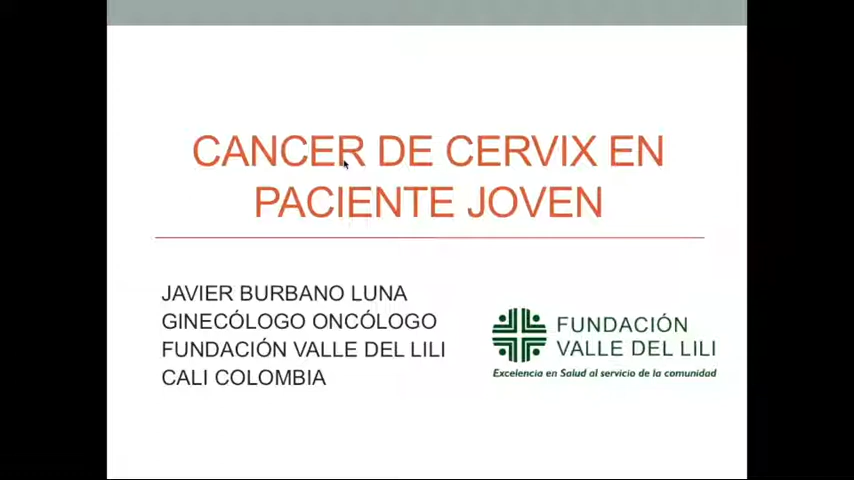 CANCER DE CERVIX EN
PACIENTE JOVEN
JAVIER BURBANO LUNA
GINECÓLOGO ONCÓLOGO
FUNDACIÓN VALLE DEL LILI
CALI COLOMBIA
FUNDACIÓN
VALLE DEL LILI
Excelencia en Salud al servicio de la comunidad